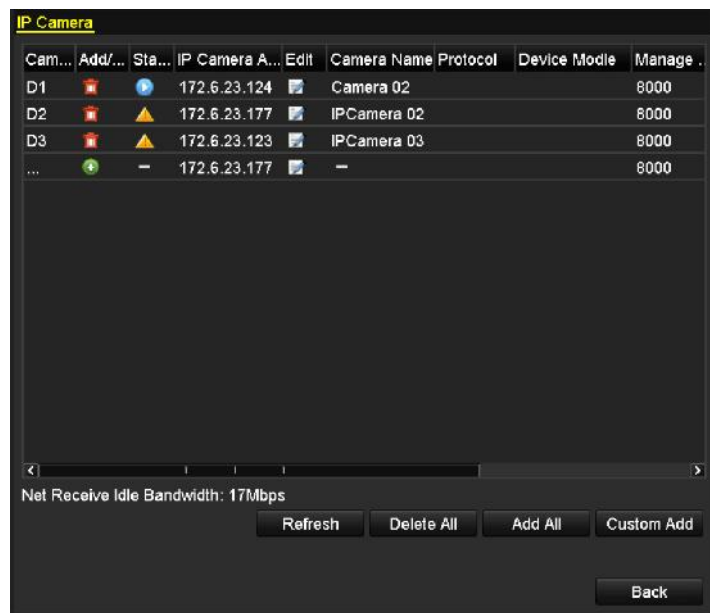 IP Camera
Cam... Add/... Sta... IP Camera A... Edit Camera Name Protocol Device Modle Manage ..
D1 172.6.23.124 Camera 02 8000
D2 172.6.23.177 IPCamera 02 8000
D3 172.6.23.123 IPCamera 03 8000
... – 172.6.23.177 – 8000
Net Receive Idle Bandwidth: 17Mbps
Refresh Delete All Add All Custom Add
Back